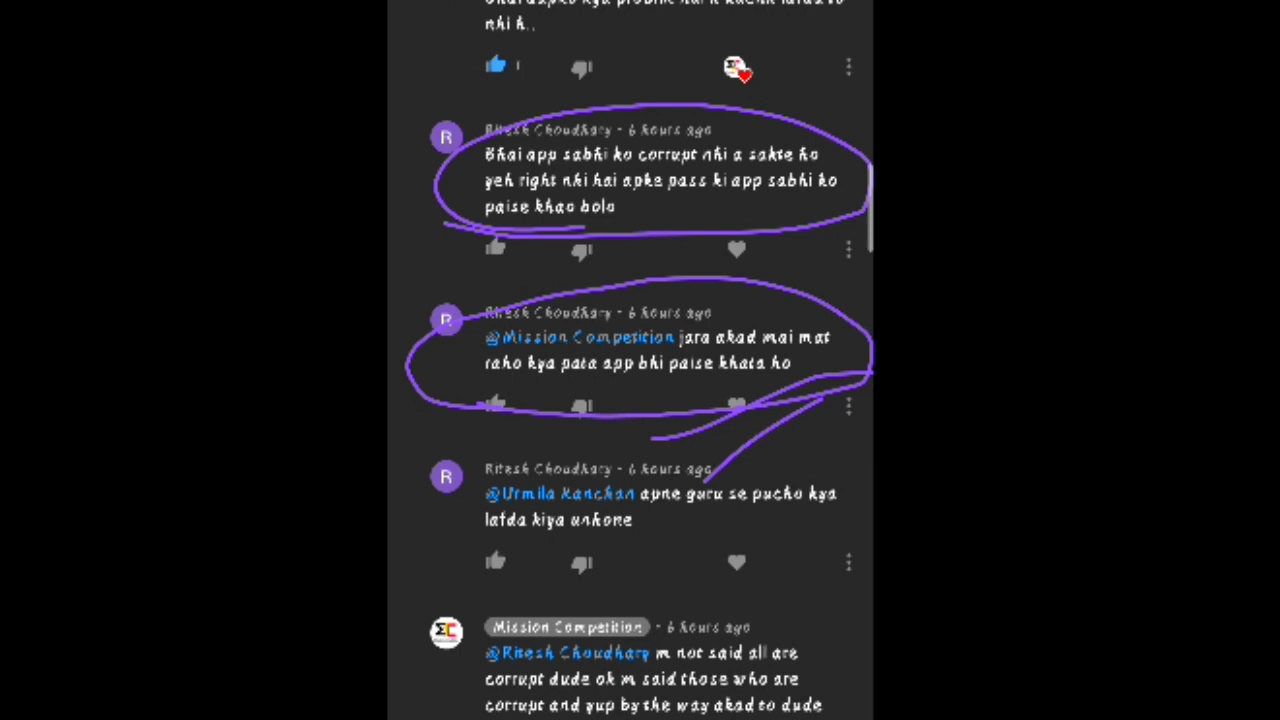 nhi h..
1
R
Ritesh Choudhary - 6 hours ago
Bhai app sabhi ko corrupt nhi a sakte ho
yeh right nhi hai apke pass ki app sabhi ko
paise khao bolo
R
Ritesh Choudhary - 6 hours ago
@Mission Competition jara akad mai mat
raho kya pata app bhi paise khata ho
R
Ritesh Choudhary - 6 hours ago
@Urmila Kanchan apne guru se pucho kya
lafda kiya unhone
Mission Competition - 6 hours ago
@Ritesh Choudhary m not said all are
corrupt dude ok m said those who are
corrupt and yup by the way akad to dude